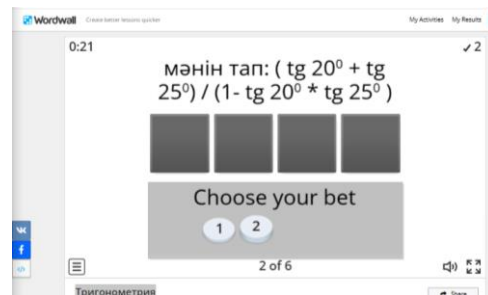 Wordwall Create better lessons quicker My Activities My Results
0:21 ✓ 2
мәнін тап: ( tg 20⁰ + tg
25⁰) / (1- tg 20⁰ * tg 25⁰ )
Choose your bet
1 2
2 of 6
Тригонометрия Share